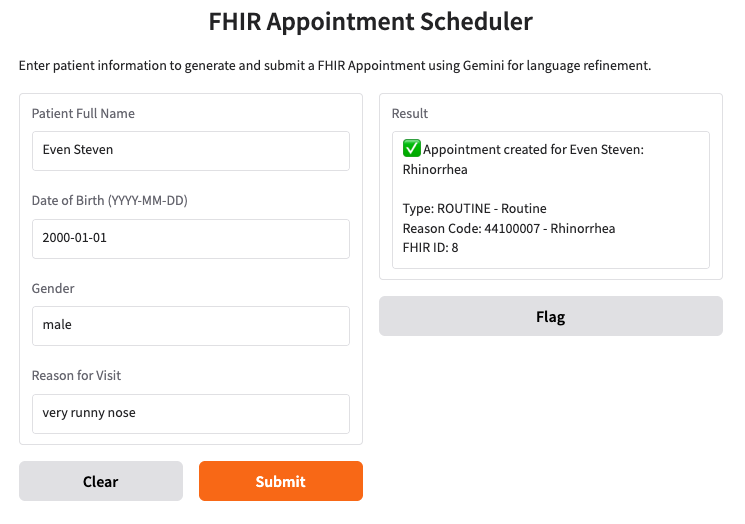 FHIR Appointment Scheduler
Enter patient information to generate and submit a FHIR Appointment using Gemini for language refinement.
Patient Full Name
Even Steven
Date of Birth (YYYY-MM-DD)
2000-01-01
Gender
male
Reason for Visit
very runny nose
Clear
Submit
Result
✅ Appointment created for Even Steven:
Rhinorrhea
Type: ROUTINE - Routine
Reason Code: 44100007 - Rhinorrhea
FHIR ID: 8
Flag